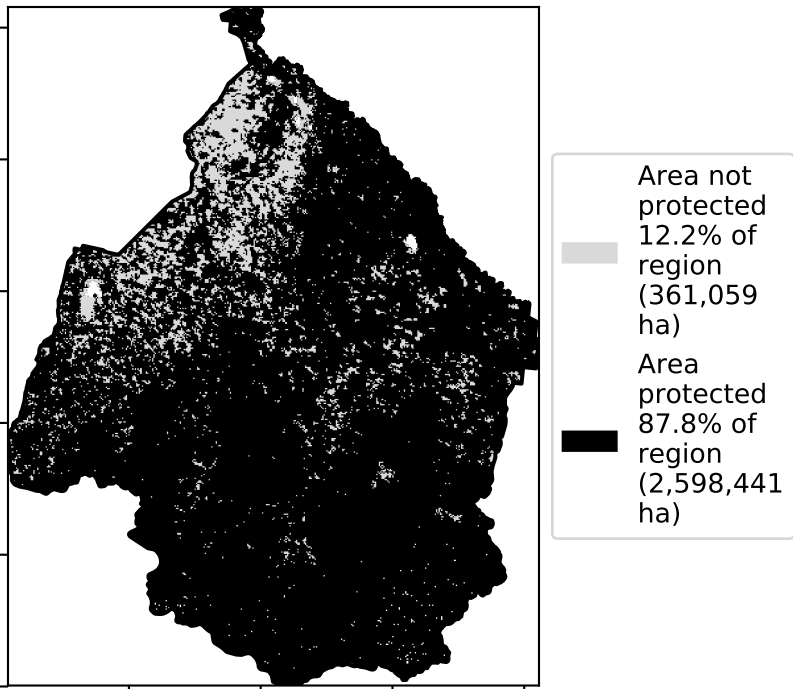 Area not
protected
12.2% of
region
(361,059
ha)
Area
protected
87.8% of
region
(2,598,441
ha)